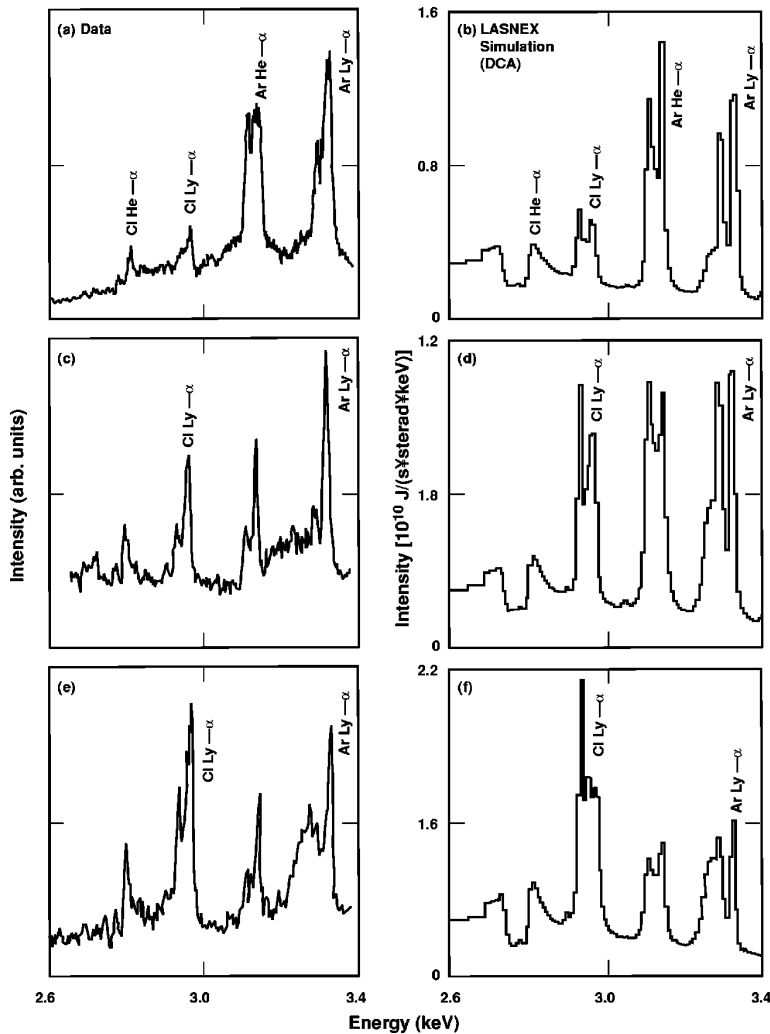 (a) Data
Cl He —α
Cl Ly —α
Ar He —α
Ar Ly —α
(b) LASNEX
Simulation
(DCA)
Cl He —α
Cl Ly —α
Ar He —α
Ar Ly —α
1.6
0.8
0
(c)
Cl Ly —α
Ar Ly —α
(d)
Cl Ly —α
Ar Ly —α
1.2
1.8
0
(e)
Cl Ly —α
Ar Ly —α
(f)
Cl Ly —α
Ar Ly —α
2.2
1.6
0
Intensity (arb. units)
Intensity [10¹⁰ J/(s¥sterad¥keV)]
2.6
3.0
3.4
2.6
3.0
3.4
Energy (keV)